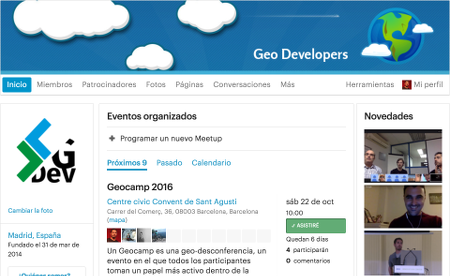 Geo Developers
Inicio Miembros Patrocinadores Fotos Páginas Conversaciones Más Herramientas Mi perfil
GDev
Cambiar la foto
Madrid, España
Fundado el 31 de mar de
2014
¿Quiénes somos?
Eventos organizados
+ Programar un nuevo Meetup
Próximos 9 Pasado Calendario
Geocamp 2016
Centre cívic Convent de Sant Agustí
Carrer del Comerç, 36, 08003 Barcelona, Barcelona
(mapa)
sáb 22 de oct
10:00
✓ ASISTIRÉ
Quedan 6 días
4 participarán
0 comentarios
Un Geocamp es una geo-desconferencia, un
evento en el que todos los participantes
toman un papel más activo dentro de la
Novedades